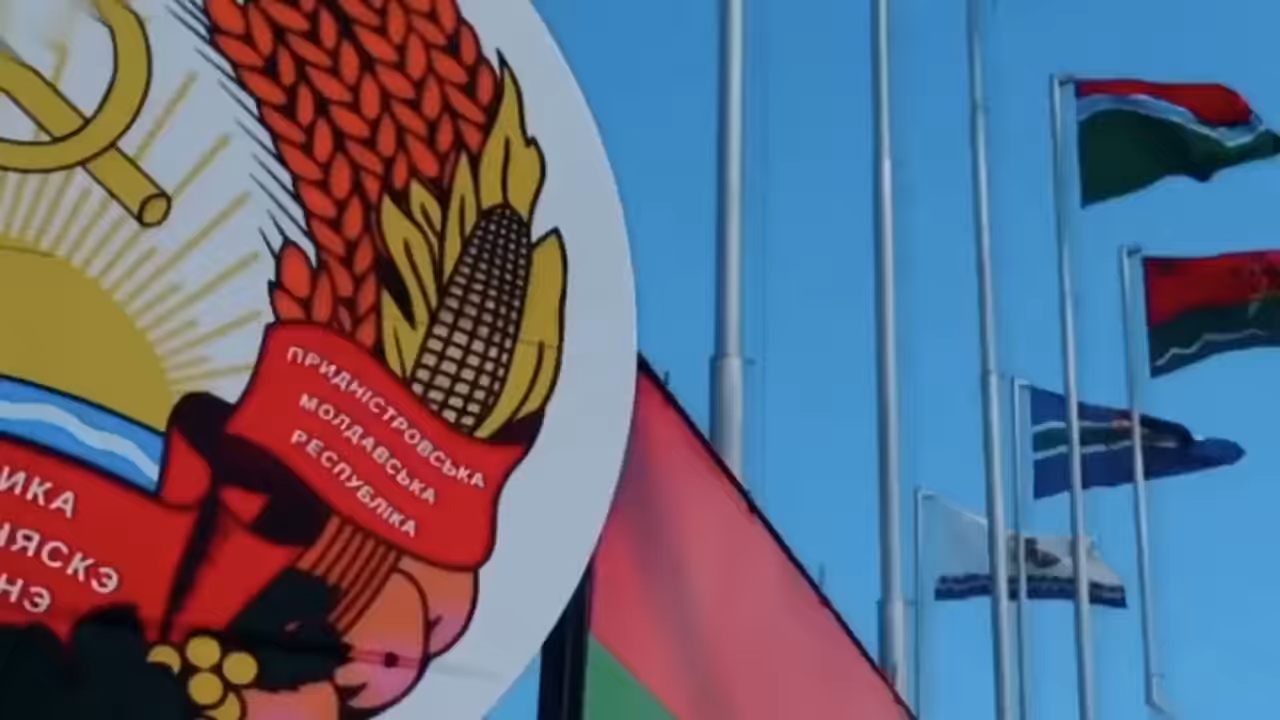 ПРИДНІСТРОВСЬКА
МОЛДАВСЬКА
РЕСПУБЛІКА
ИКА
НЯСКЭ
НЭ